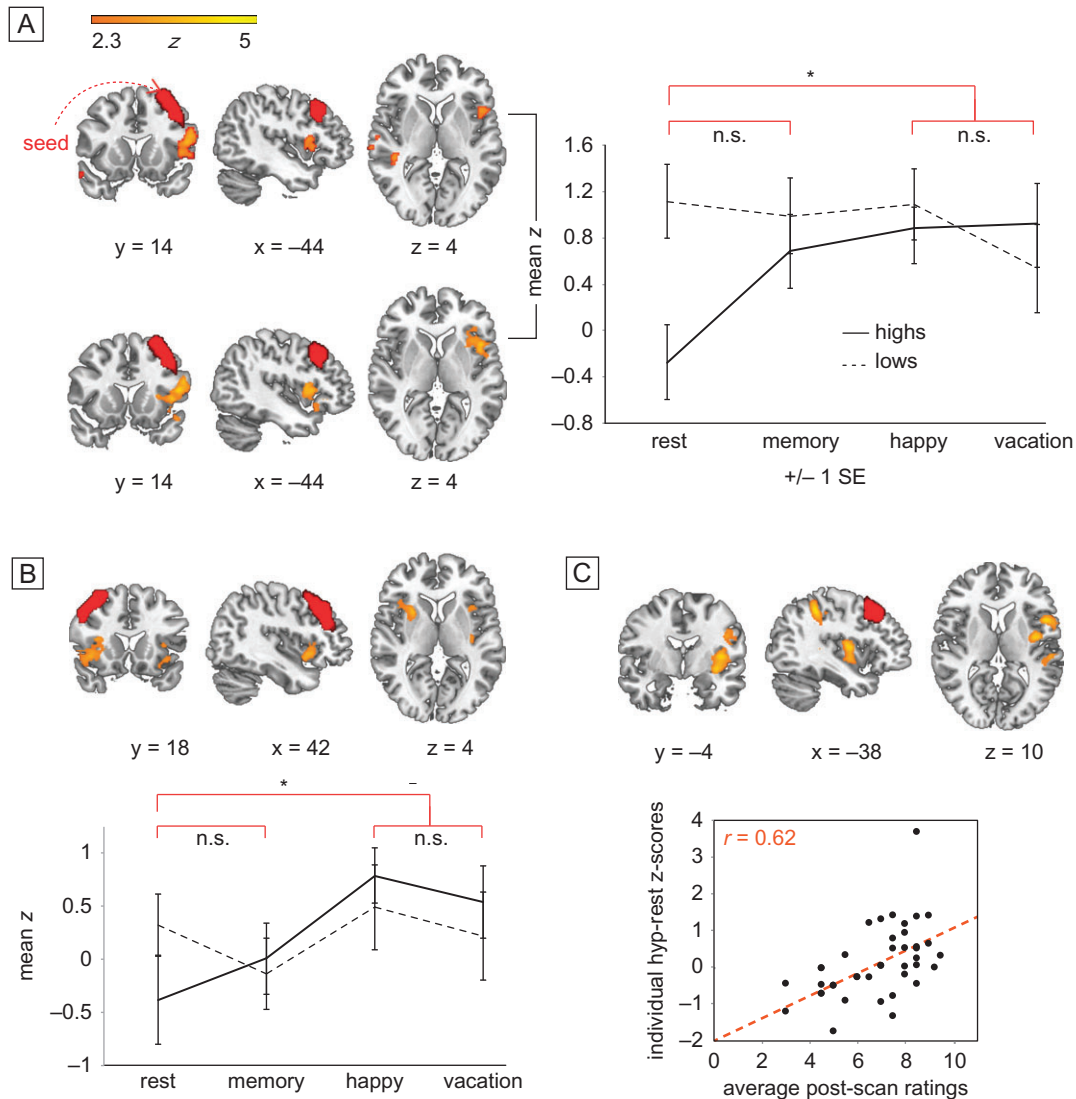 A
2.3 z 5
seed
y = 14 x = –44 z = 4
y = 14 x = –44 z = 4
mean z
*
n.s. n.s.
1.6
1.2
0.8
0.4
0
–0.4
–0.8
highs
lows
rest memory happy vacation
+/– 1 SE
B
y = 18 x = 42 z = 4
* –
n.s. n.s.
mean z
1
0.5
0
–0.5
–1
rest memory happy vacation
C
y = –4 x = –38 z = 10
individual hyp-rest z-scores
r = 0.62
4
3
2
1
0
–1
–2
0 2 4 6 8 10
average post-scan ratings